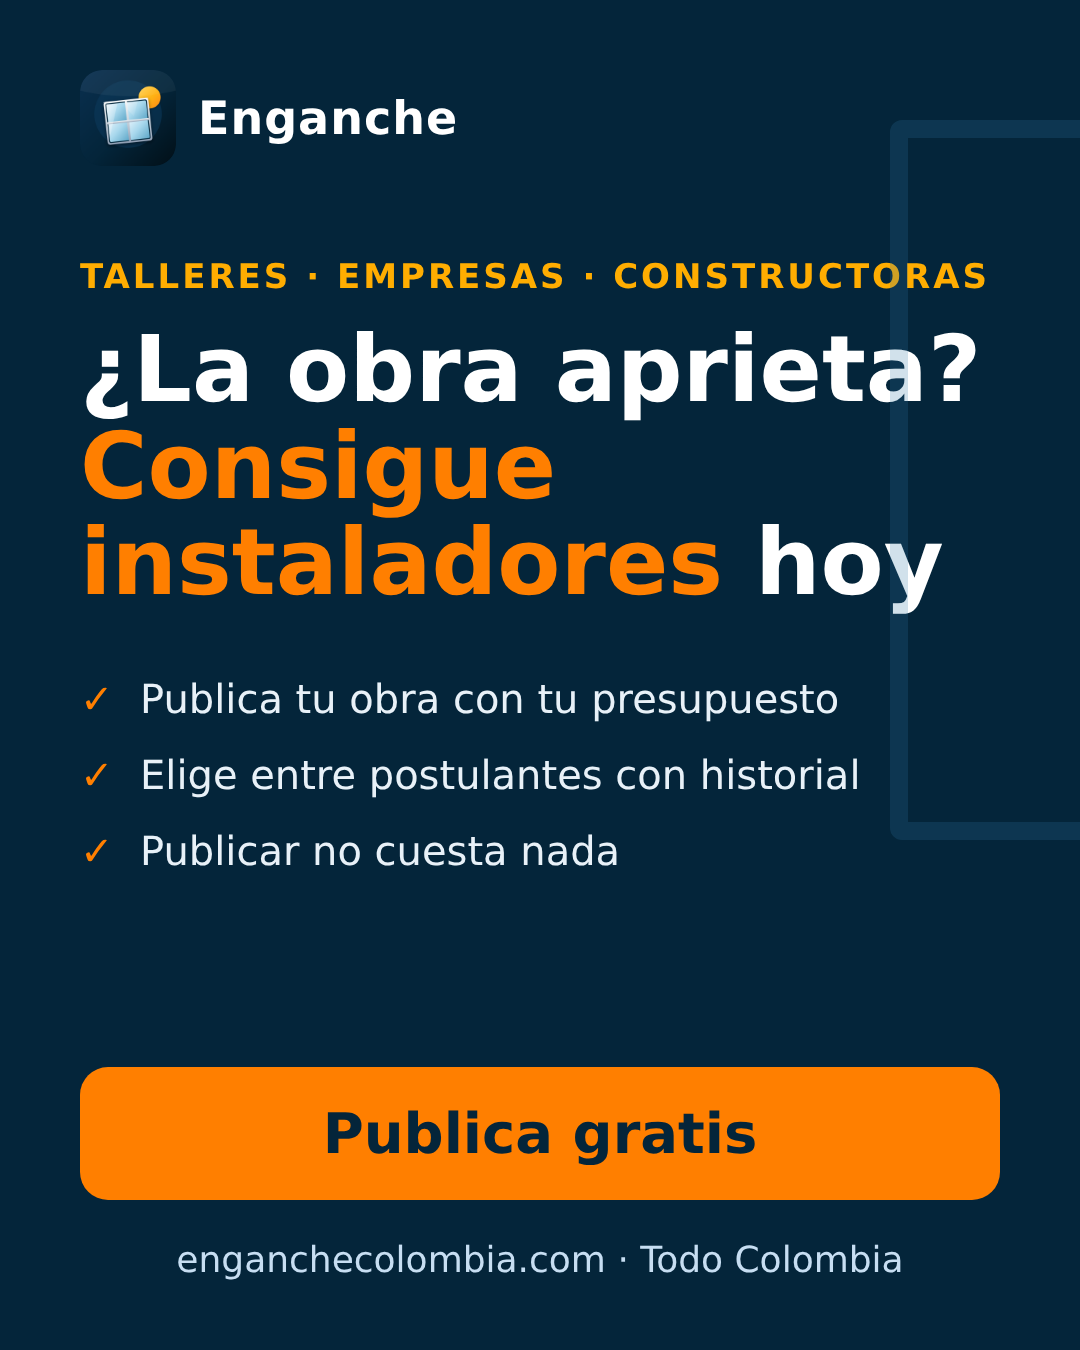 Enganche
TALLERES · EMPRESAS · CONSTRUCTORAS
¿La obra aprieta?
Consigue
instaladores hoy
✓ Publica tu obra con tu presupuesto
✓ Elige entre postulantes con historial
✓ Publicar no cuesta nada
Publica gratis
enganchecolombia.com · Todo Colombia